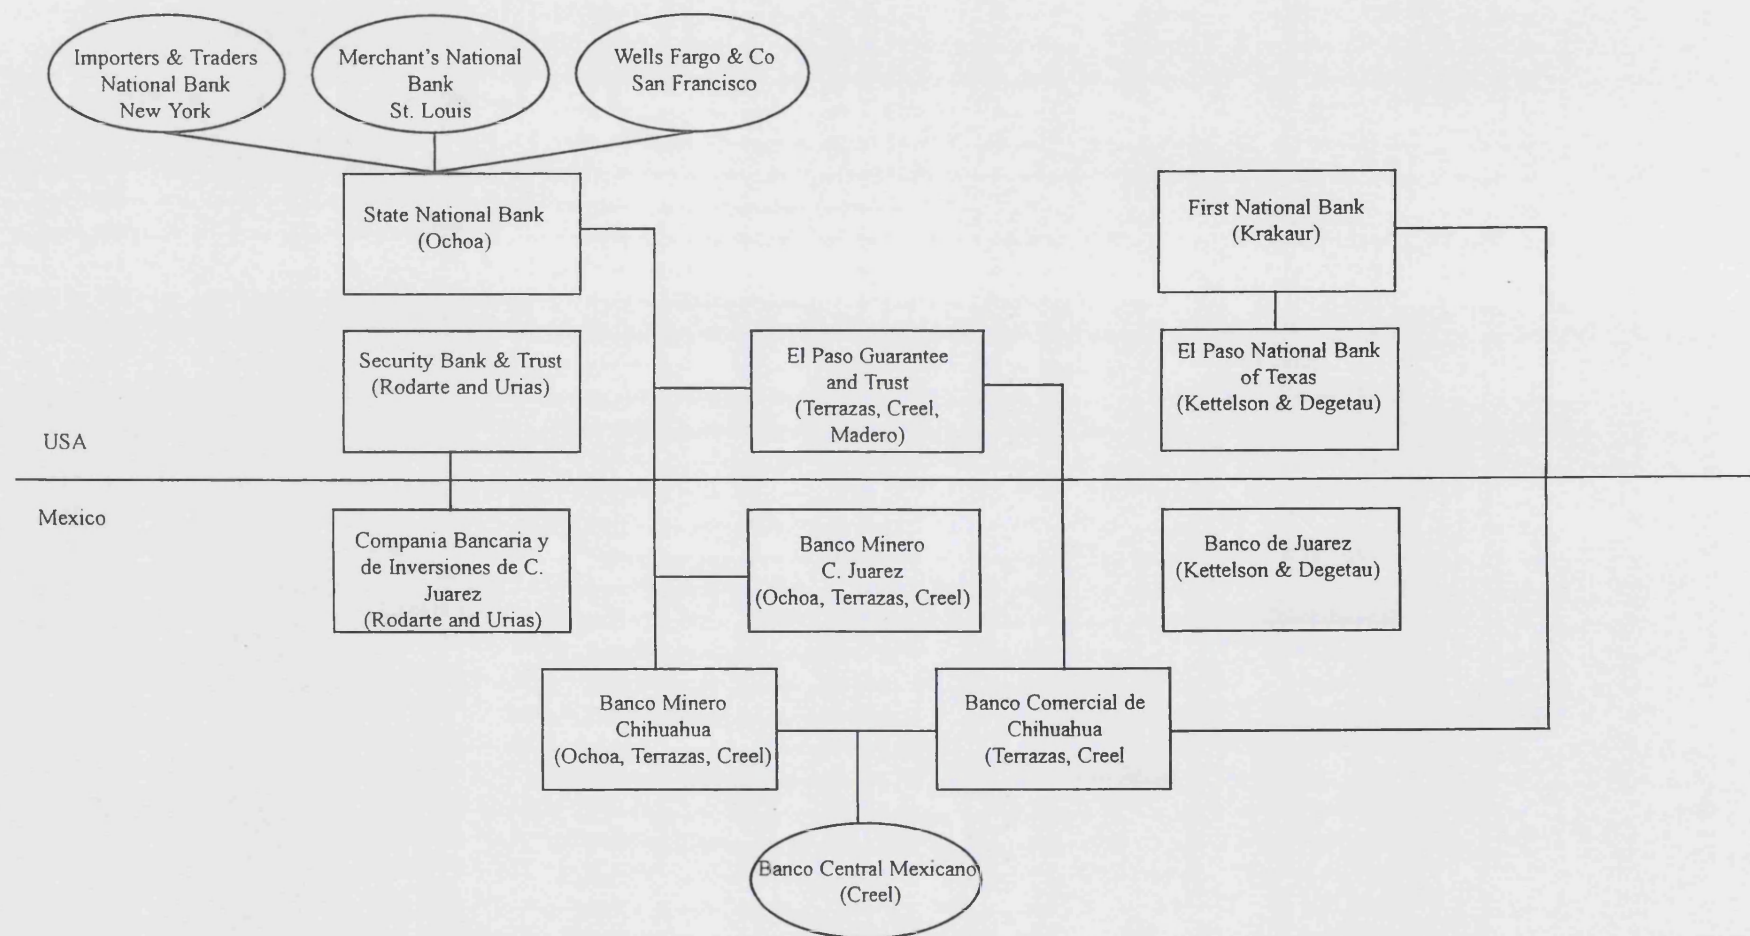 Importers & Traders
National Bank
New York
Merchant's National
Bank
St. Louis
Wells Fargo & Co
San Francisco
State National Bank
(Ochoa)
First National Bank
(Krakaur)
Security Bank & Trust
(Rodarte and Urias)
El Paso Guarantee
and Trust
(Terrazas, Creel,
Madero)
El Paso National Bank
of Texas
(Kettelson & Degetau)
USA
Mexico
Compania Bancaria y
de Inversiones de C.
Juarez
(Rodarte and Urias)
Banco Minero
C. Juarez
(Ochoa, Terrazas, Creel)
Banco de Juarez
(Kettelson & Degetau)
Banco Minero
Chihuahua
(Ochoa, Terrazas, Creel)
Banco Comercial de
Chihuahua
(Terrazas, Creel
Banco Central Mexicano
(Creel)